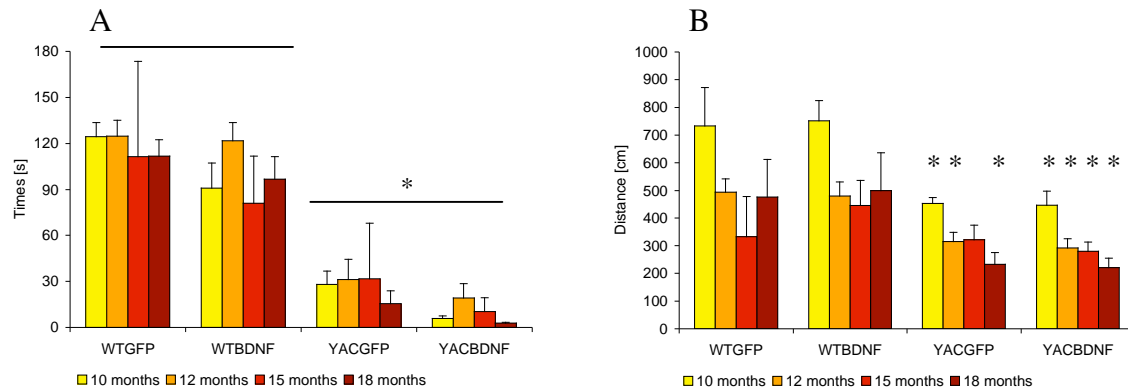 A
180
150
120
90
60
30
0
Times [s]
*
WTGFP WTBDNF YACGFP YACBDNF
10 months 12 months 15 months 18 months
B
1000
900
800
700
600
500
400
300
200
100
0
Distance [cm]
* * * * * * *
WTGFP WTBDNF YACGFP YACBDNF
10 months 12 months 15 months 18 months